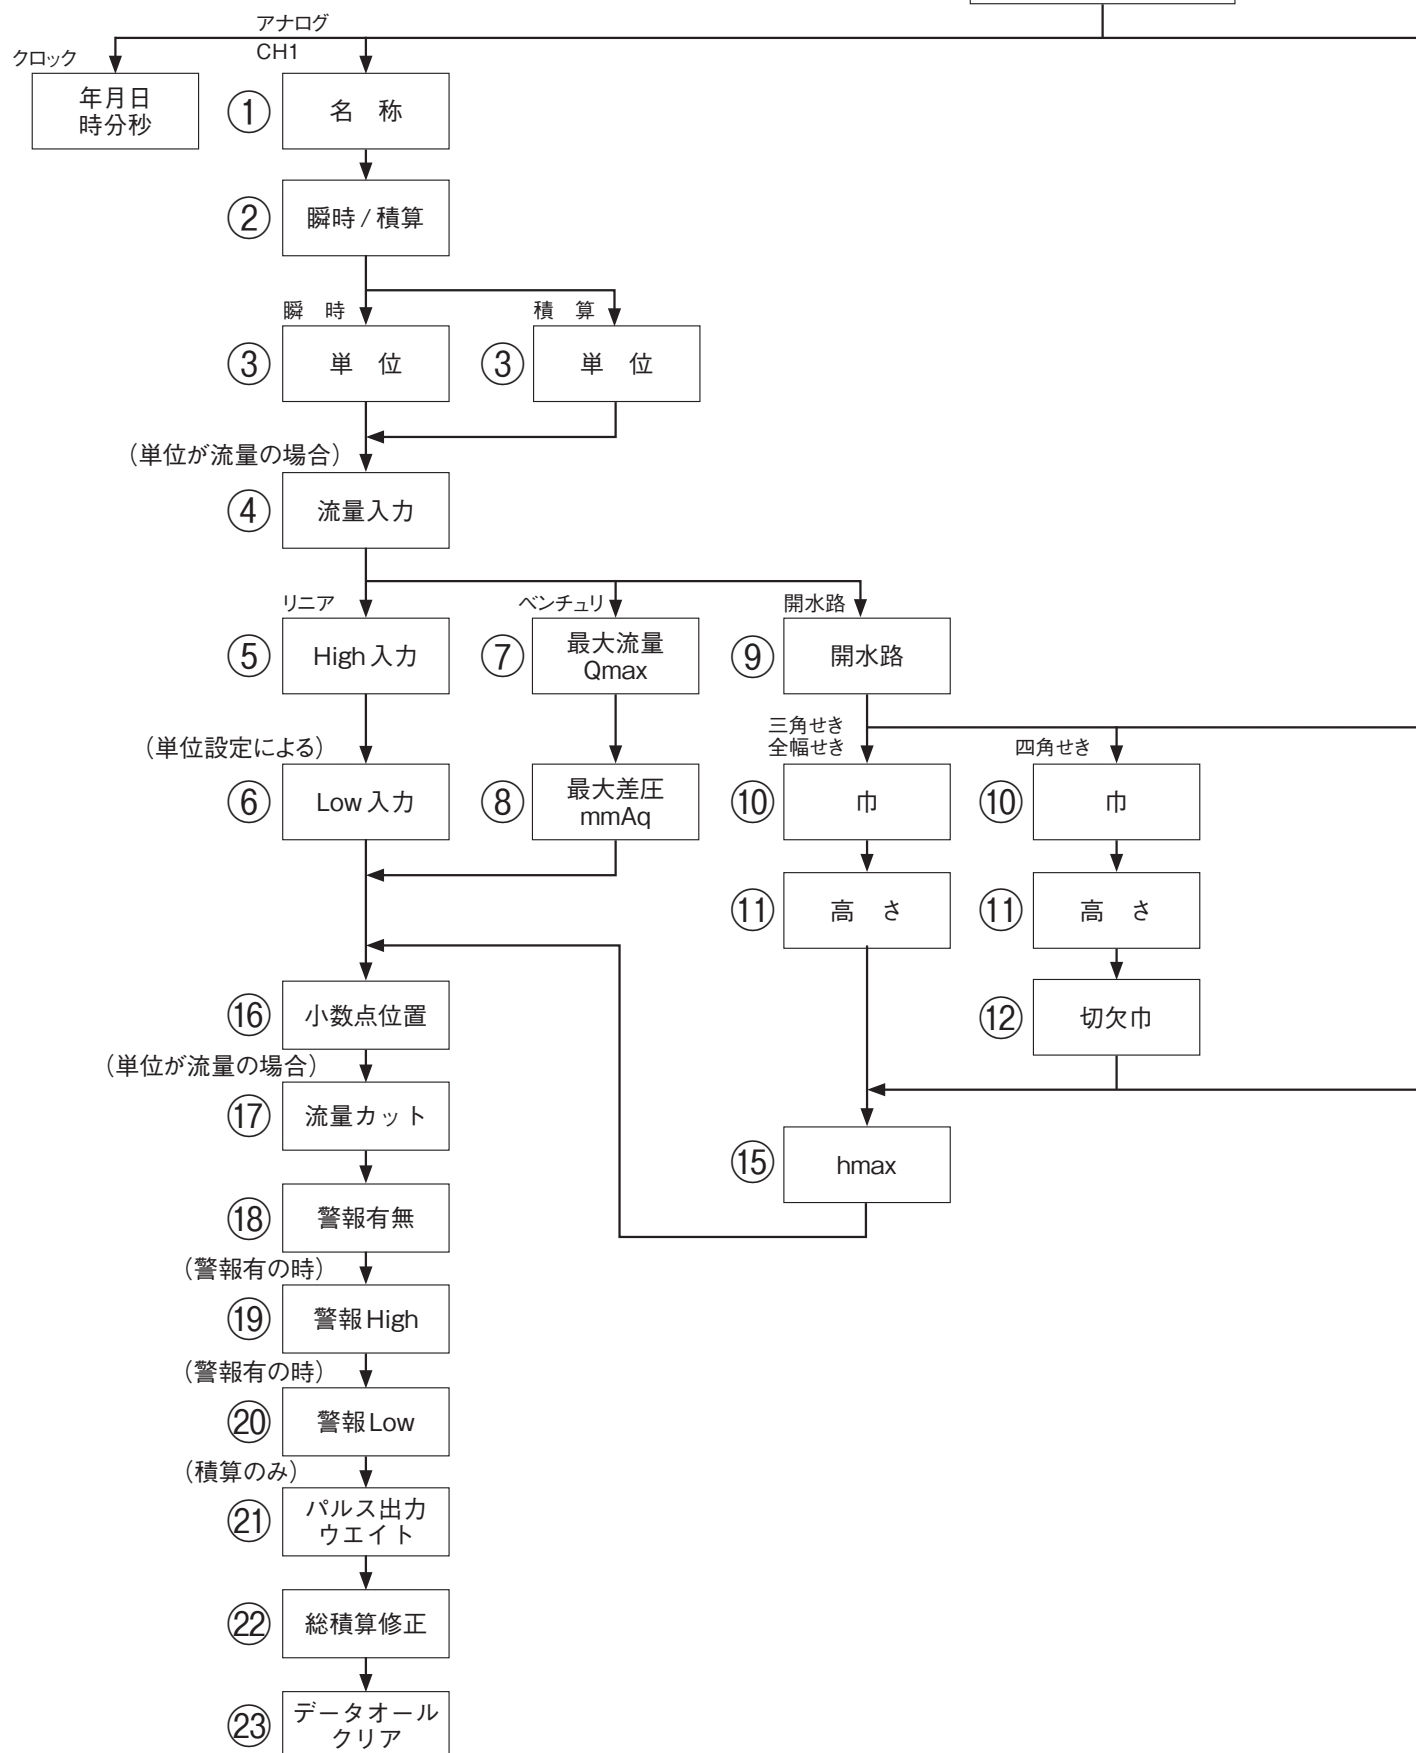 アナログ
クロック
CH1
年月日
時分秒
① 名　称
② 瞬時 / 積算
瞬　時
積　算
③ 単　位
③ 単　位
（単位が流量の場合）
④ 流量入力
リニア
ベンチュリ
開水路
⑤ High 入力
⑦ 最大流量
Qmax
⑨ 開水路
（単位設定による）
三角せき
全幅せき
四角せき
⑥ Low 入力
⑧ 最大差圧
mmAq
⑩ 巾
⑩ 巾
⑪ 高　さ
⑪ 高　さ
⑯ 小数点位置
⑫ 切欠巾
（単位が流量の場合）
⑰ 流量カット
⑮ hmax
⑱ 警報有無
（警報有の時）
⑲ 警報 High
（警報有の時）
⑳ 警報 Low
（積算のみ）
㉑ パルス出力
ウエイト
㉒ 総積算修正
㉓ データオール
クリア